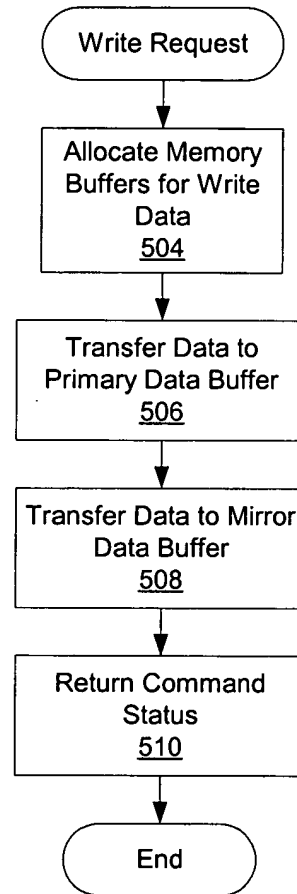 Write Request
Allocate Memory
Buffers for Write
Data
504
Transfer Data to
Primary Data Buffer
506
Transfer Data to Mirror
Data Buffer
508
Return Command
Status
510
End